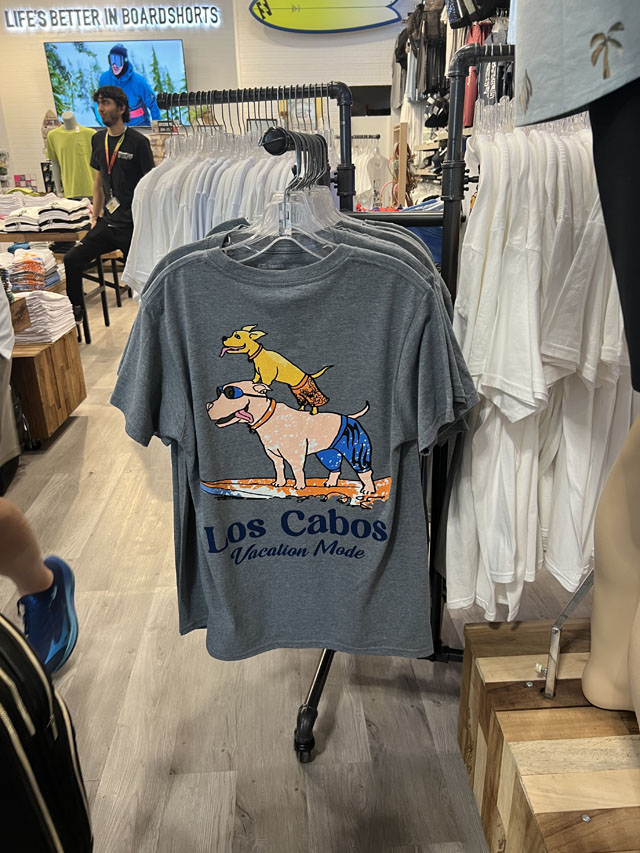 LIFE'S BETTER IN BOARDSHORTS
Los Cabos
Vacation Mode